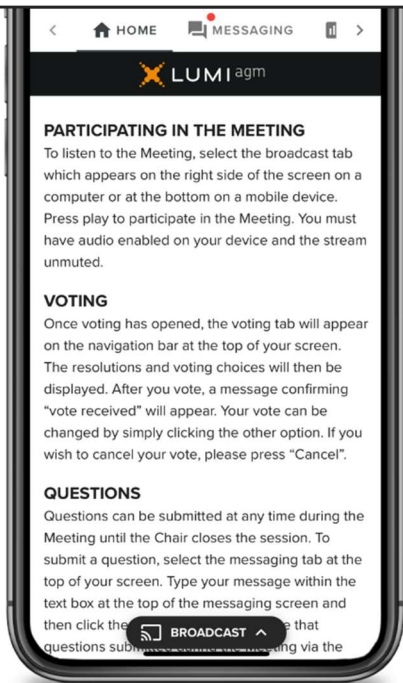 HOME MESSAGING
LUMI agm
PARTICIPATING IN THE MEETING
To listen to the Meeting, select the broadcast tab
which appears on the right side of the screen on a
computer or at the bottom on a mobile device.
Press play to participate in the Meeting. You must
have audio enabled on your device and the stream
unmuted.
VOTING
Once voting has opened, the voting tab will appear
on the navigation bar at the top of your screen.
The resolutions and voting choices will then be
displayed. After you vote, a message confirming
“vote received” will appear. Your vote can be
changed by simply clicking the other option. If you
wish to cancel your vote, please press “Cancel”.
QUESTIONS
Questions can be submitted at any time during the
Meeting until the Chair closes the session. To
submit a question, select the messaging tab at the
top of your screen. Type your message within the
text box at the top of the messaging screen and
then click the that
BROADCAST
questions via the